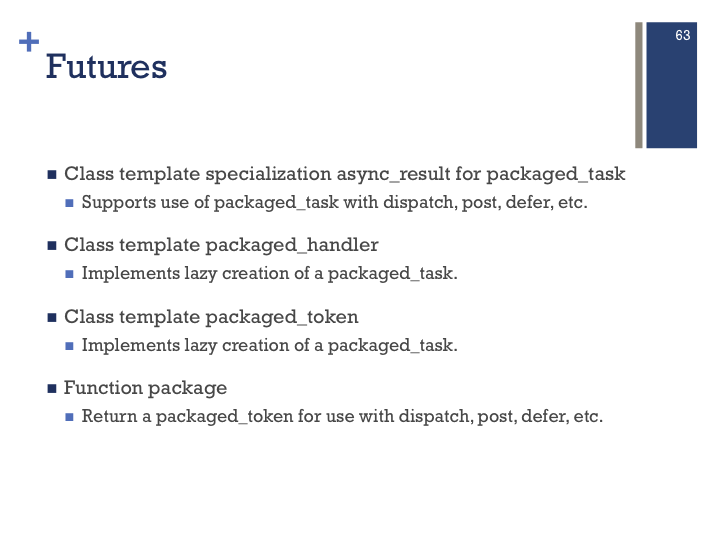 63
+
Futures
Class template specialization async_result for packaged_task
Supports use of packaged_task with dispatch, post, defer, etc.
Class template packaged_handler
Implements lazy creation of a packaged_task.
Class template packaged_token
Implements lazy creation of a packaged_task.
Function package
Return a packaged_token for use with dispatch, post, defer, etc.